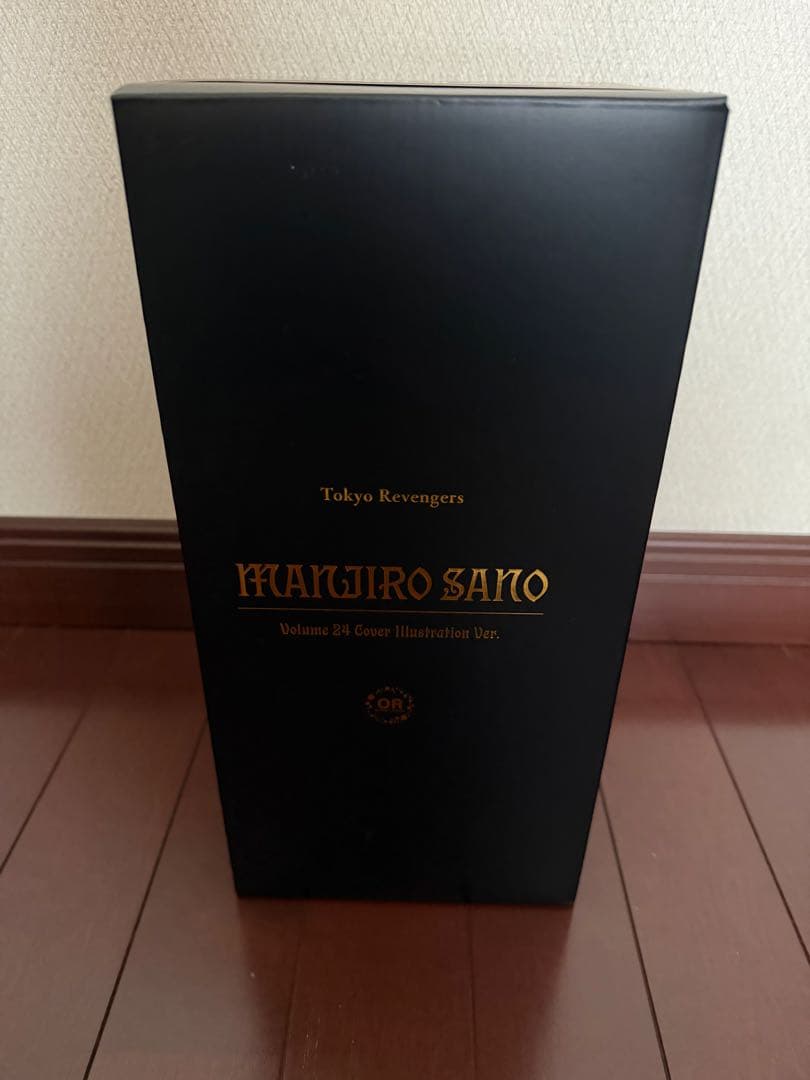 Tokyo Revengers
MANJIRO SANO
Volume 24 Cover Illustration Ver.
OR